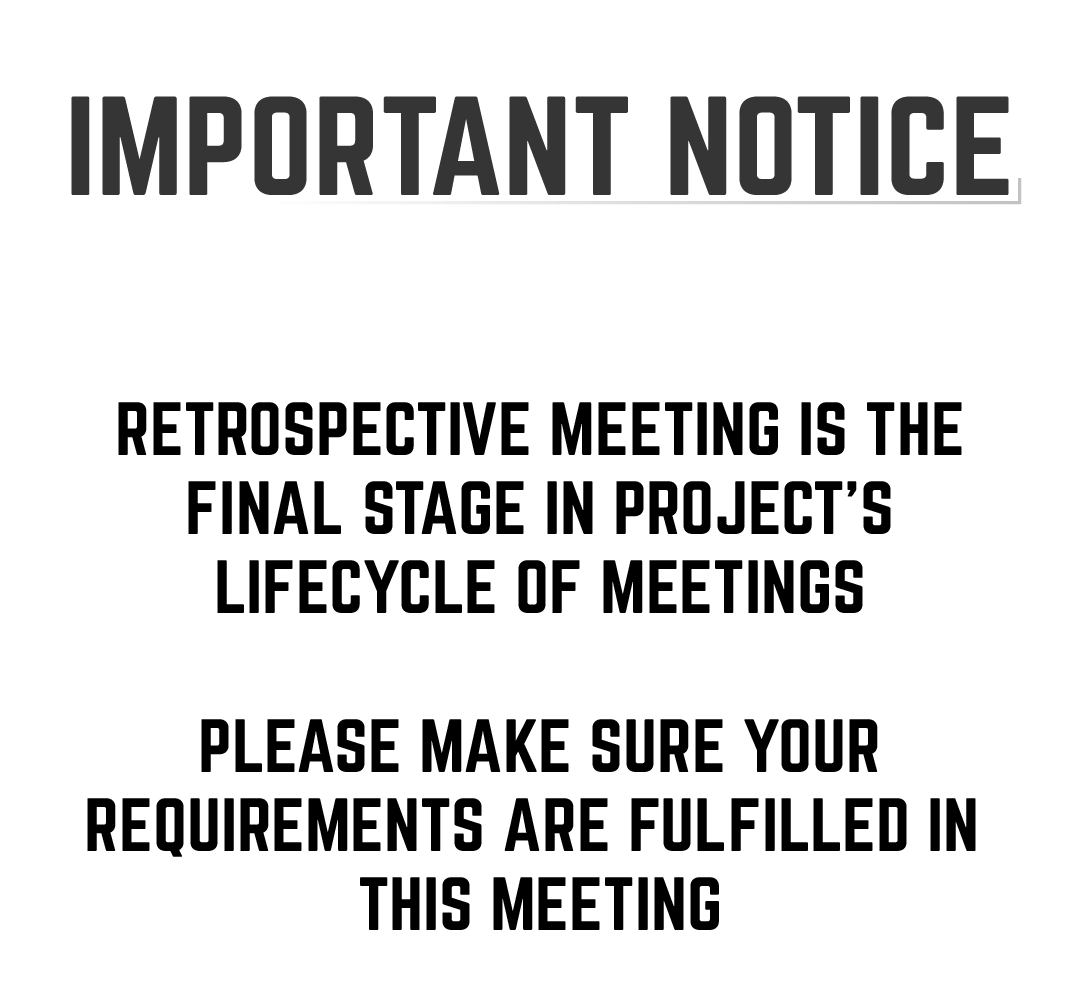 IMPORTANT NOTICE
RETROSPECTIVE MEETING IS THE
FINAL STAGE IN PROJECT’S
LIFECYCLE OF MEETINGS
PLEASE MAKE SURE YOUR
REQUIREMENTS ARE FULFILLED IN
THIS MEETING